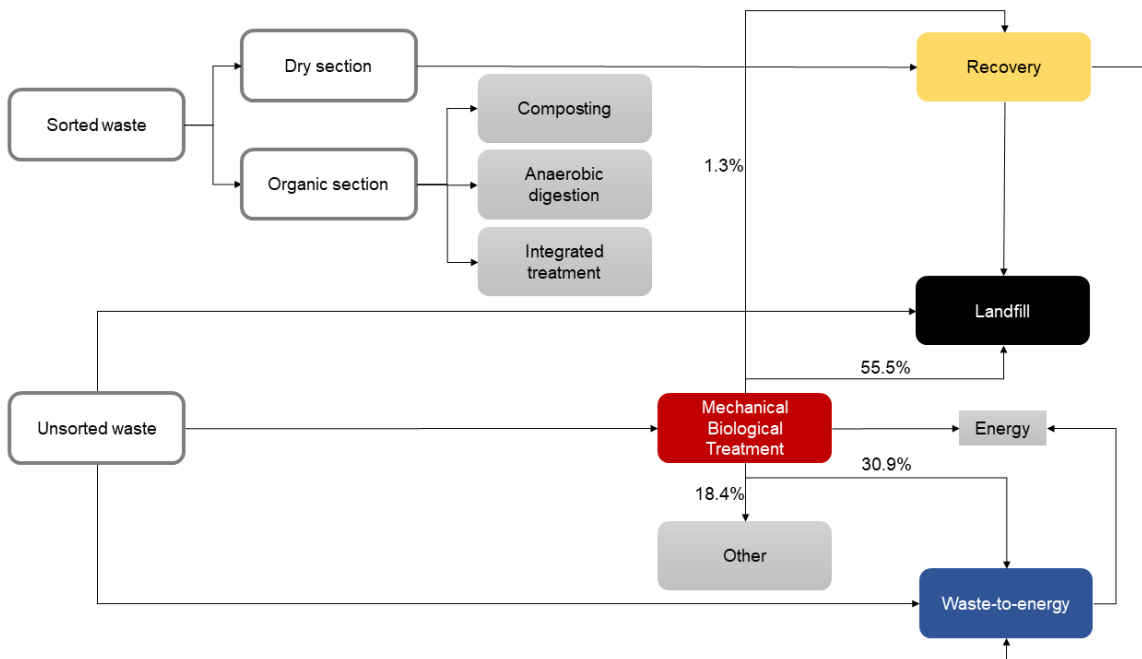 Dry section
Recovery
Sorted waste
Composting
Organic section
Anaerobic
digestion
1.3%
Integrated
treatment
Landfill
55.5%
Unsorted waste
Mechanical
Biological
Treatment
Energy
30.9%
18.4%
Other
Waste-to-energy